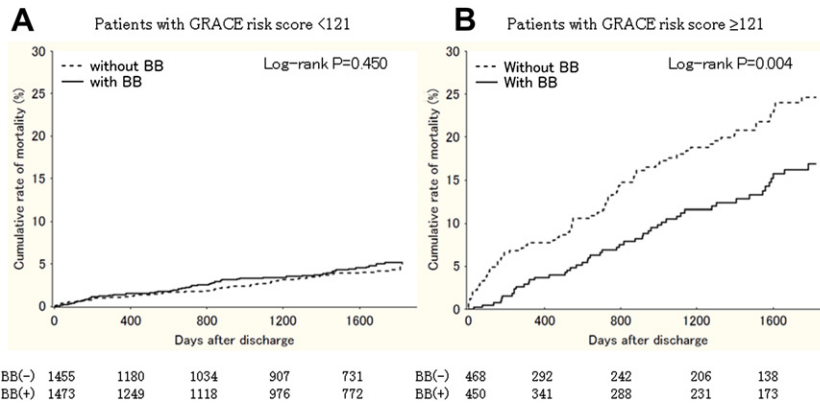 A Patients with GRACE risk score <121
30
25
20
15
10
5
0
Cumulative rate of mortality (%)
without BB
with BB
Log-rank P=0.450
0 400 800 1200 1600
Days after discharge
BB(-) 1455 1180 1034 907 731
BB(+) 1473 1249 1118 976 772
B Patients with GRACE risk score ≥121
30
25
20
15
10
5
0
Cumulative rate of mortality (%)
Without BB
With BB
Log-rank P=0.004
0 400 800 1200 1600
Days after discharge
BB(-) 468 292 242 206 138
BB(+) 450 341 288 231 173